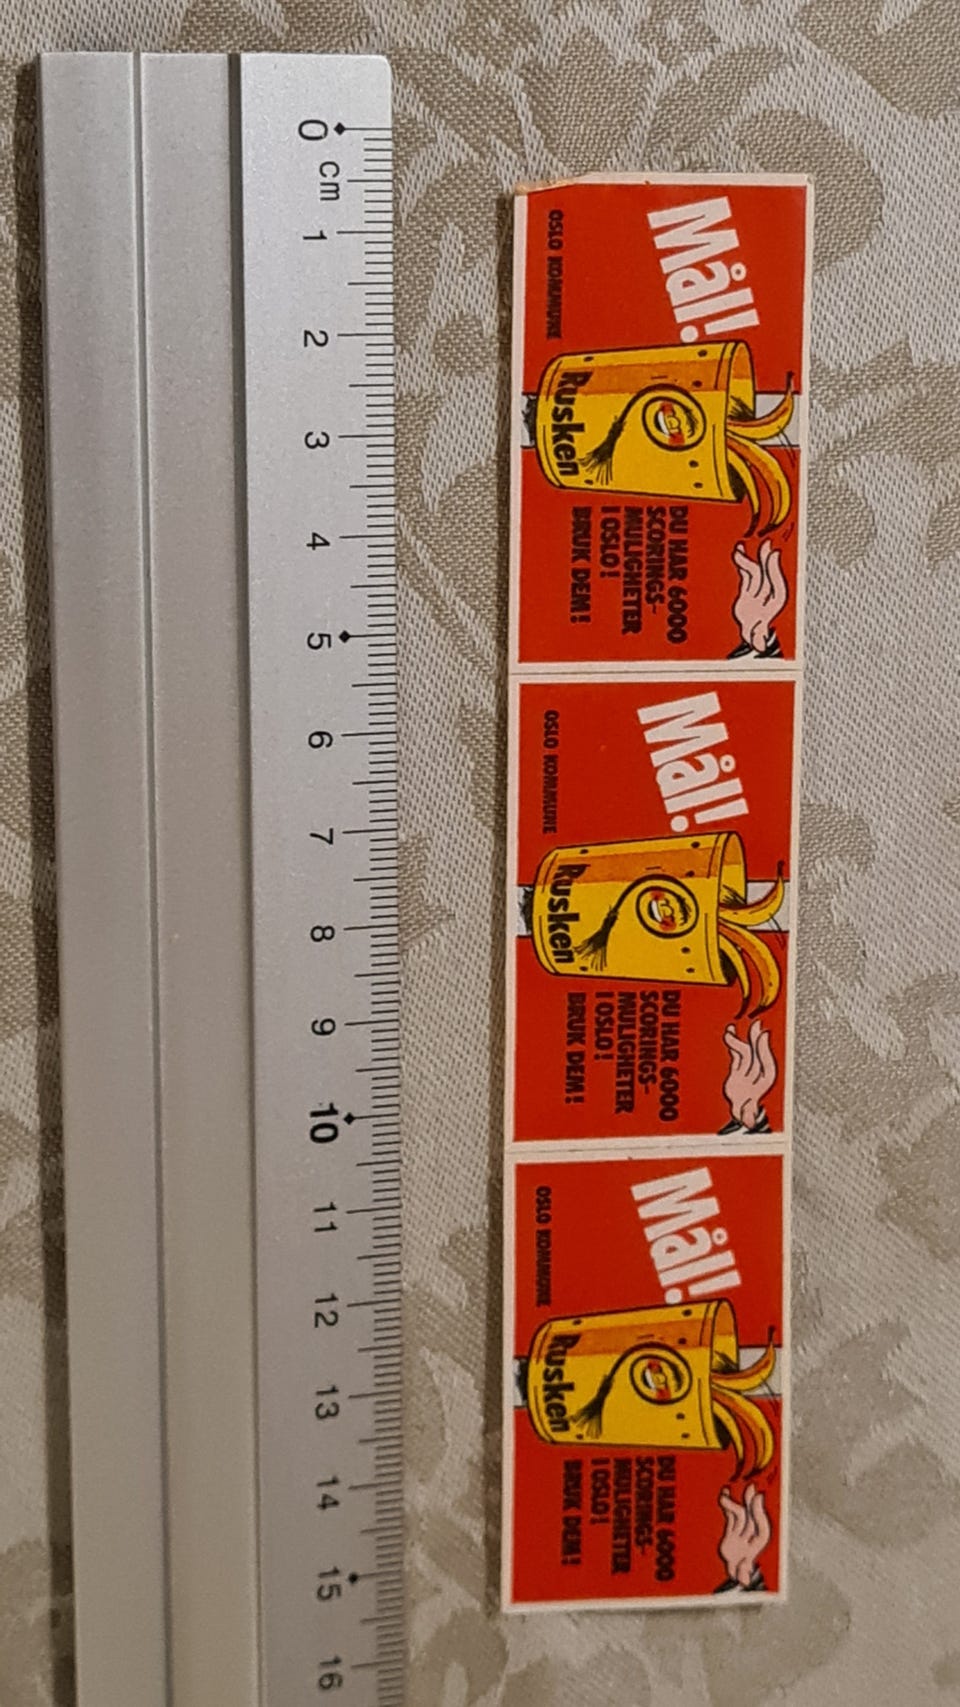 0 cm 1 2 3 4 5 6 7 8 9 10 11 12 13 14 15 16
Mål!
OSLO KOMMUNE
Rusken
DU HAR 6000
SCORINGS-
MULIGHETER
I OSLO!
BRUK DEM!
Mål!
OSLO KOMMUNE
Rusken
DU HAR 6000
SCORINGS-
MULIGHETER
I OSLO!
BRUK DEM!
Mål!
OSLO KOMMUNE
Rusken
DU HAR 6000
SCORINGS-
MULIGHETER
I OSLO!
BRUK DEM!